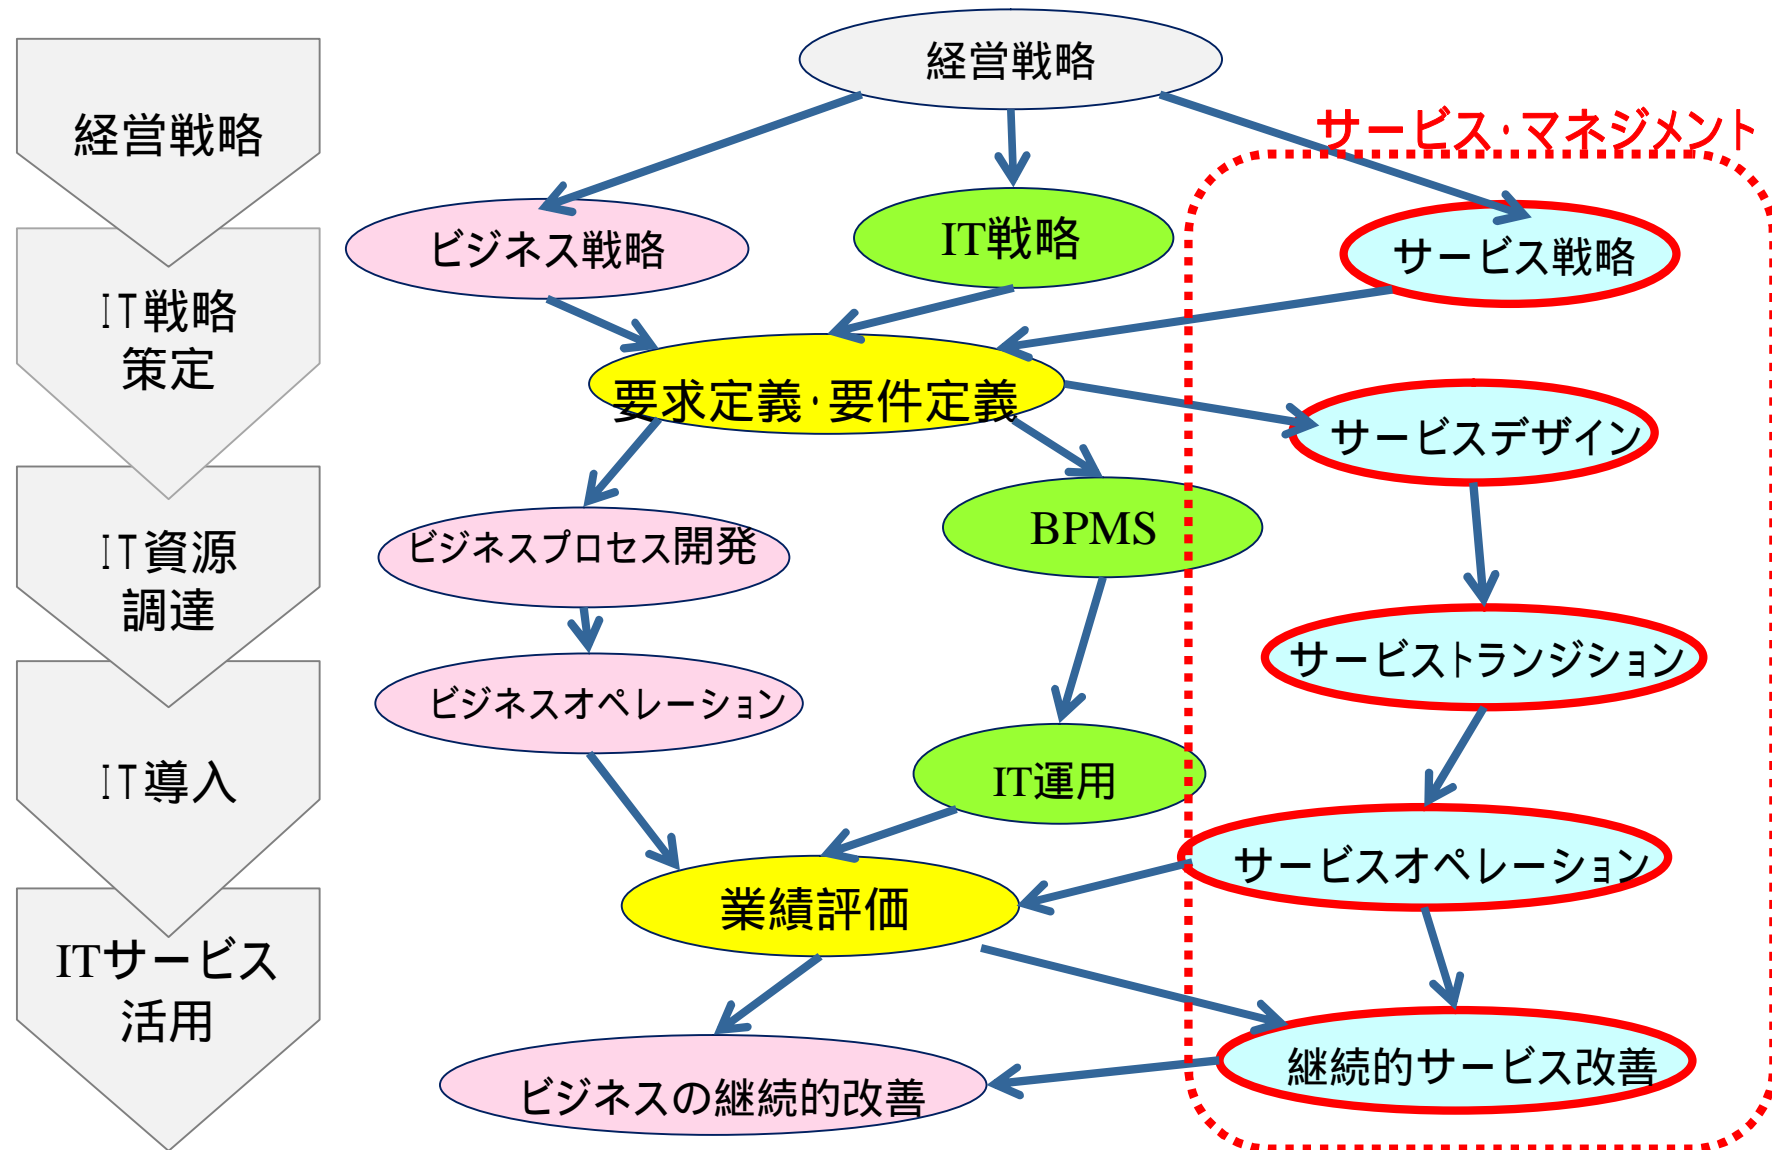 経営戦略
IT戦略
策定
IT資源
調達
IT導入
ITサービス
活用
経営戦略
サービス・マネジメント
ビジネス戦略
IT戦略
サービス戦略
要求定義・要件定義
サービスデザイン
ビジネスプロセス開発
BPMS
サービストランジション
ビジネスオペレーション
IT運用
サービスオペレーション
業績評価
継続的サービス改善
ビジネスの継続的改善